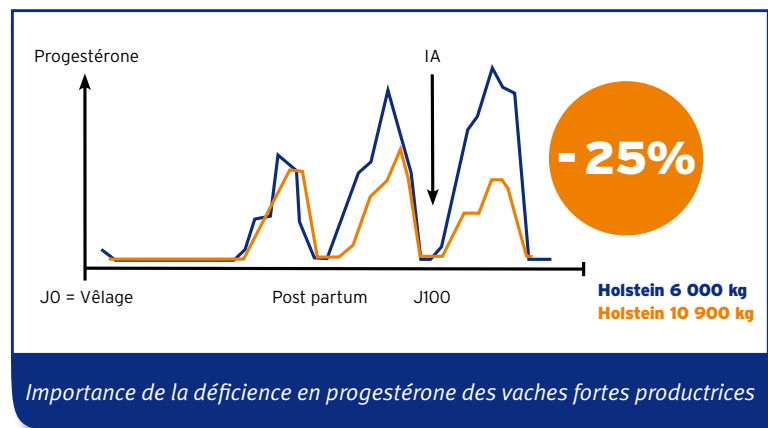 Progestérone
IA
- 25%
J0 = Vêlage
Post partum
J100
Holstein 6 000 kg
Holstein 10 900 kg
Importance de la déficience en progestérone des vaches fortes productrices